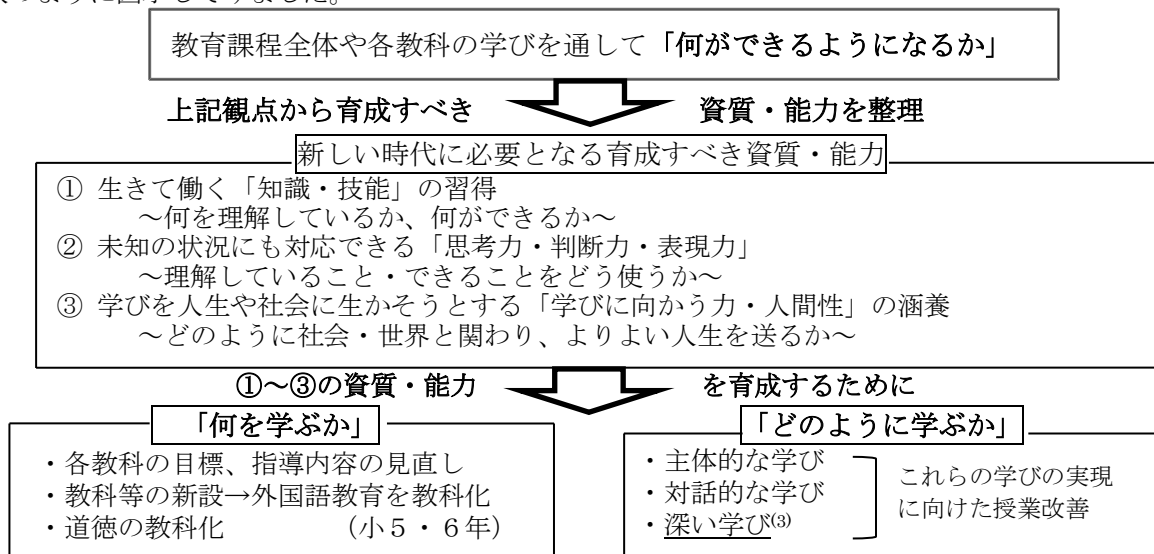 教育課程全体や各教科の学びを通して「何ができるようになるか」
上記観点から育成すべき 資質・能力を整理
新しい時代に必要となる育成すべき資質・能力
① 生きて働く「知識・技能」の習得
～何を理解しているか、何ができるか～
② 未知の状況にも対応できる「思考力・判断力・表現力」
～理解していること・できることをどう使うか～
③ 学びを人生や社会に生かそうとする「学びに向かう力・人間性」の涵養
～どのように社会・世界と関わり、よりよい人生を送るか～
①～③の資質・能力 を育成するために
「何を学ぶか」
・各教科の目標、指導内容の見直し
・教科等の新設→外国語教育を教科化
・道徳の教科化 （小５・６年）
「どのように学ぶか」
・主体的な学び
・対話的な学び
・深い学び⁽³⁾
これらの学びの実現
に向けた授業改善